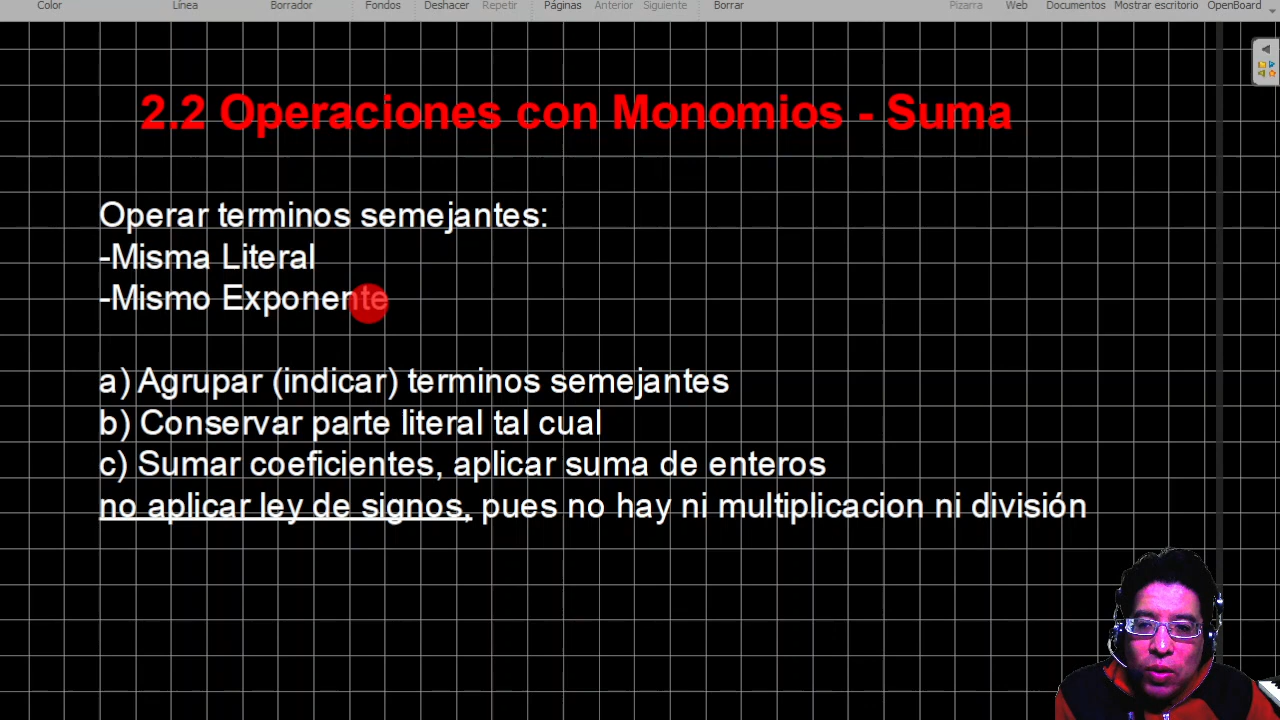 Color Línea Borrador Fondos Deshacer Repetir Páginas Anterior Siguiente Borrar Pizarra Web Documentos Mostrar escritorio OpenBoard
2.2 Operaciones con Monomios - Suma
Operar terminos semejantes:
-Misma Literal
-Mismo Exponente
a) Agrupar (indicar) terminos semejantes
b) Conservar parte literal tal cual
c) Sumar coeficientes, aplicar suma de enteros
no aplicar ley de signos, pues no hay ni multiplicacion ni división